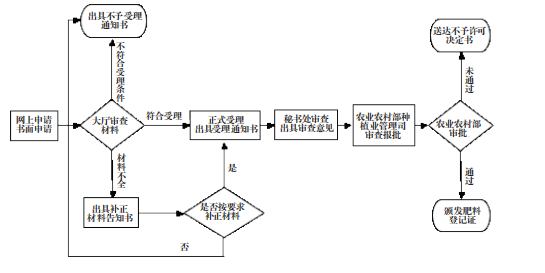 出具不予受理
通知书
送达不予许可
决定书
不符合受理条件
未通过
网上申请
书面申请
大厅审查
材料
符合受理
正式受理
出具受理通知书
秘书处审查
出具审查意见
农业农村部种
植业管理司
审查报批
农业农村部
审批
材料不全
是
通过
出具补正
材料告知书
是否按要求
补正材料
颁发肥料
登记证
否